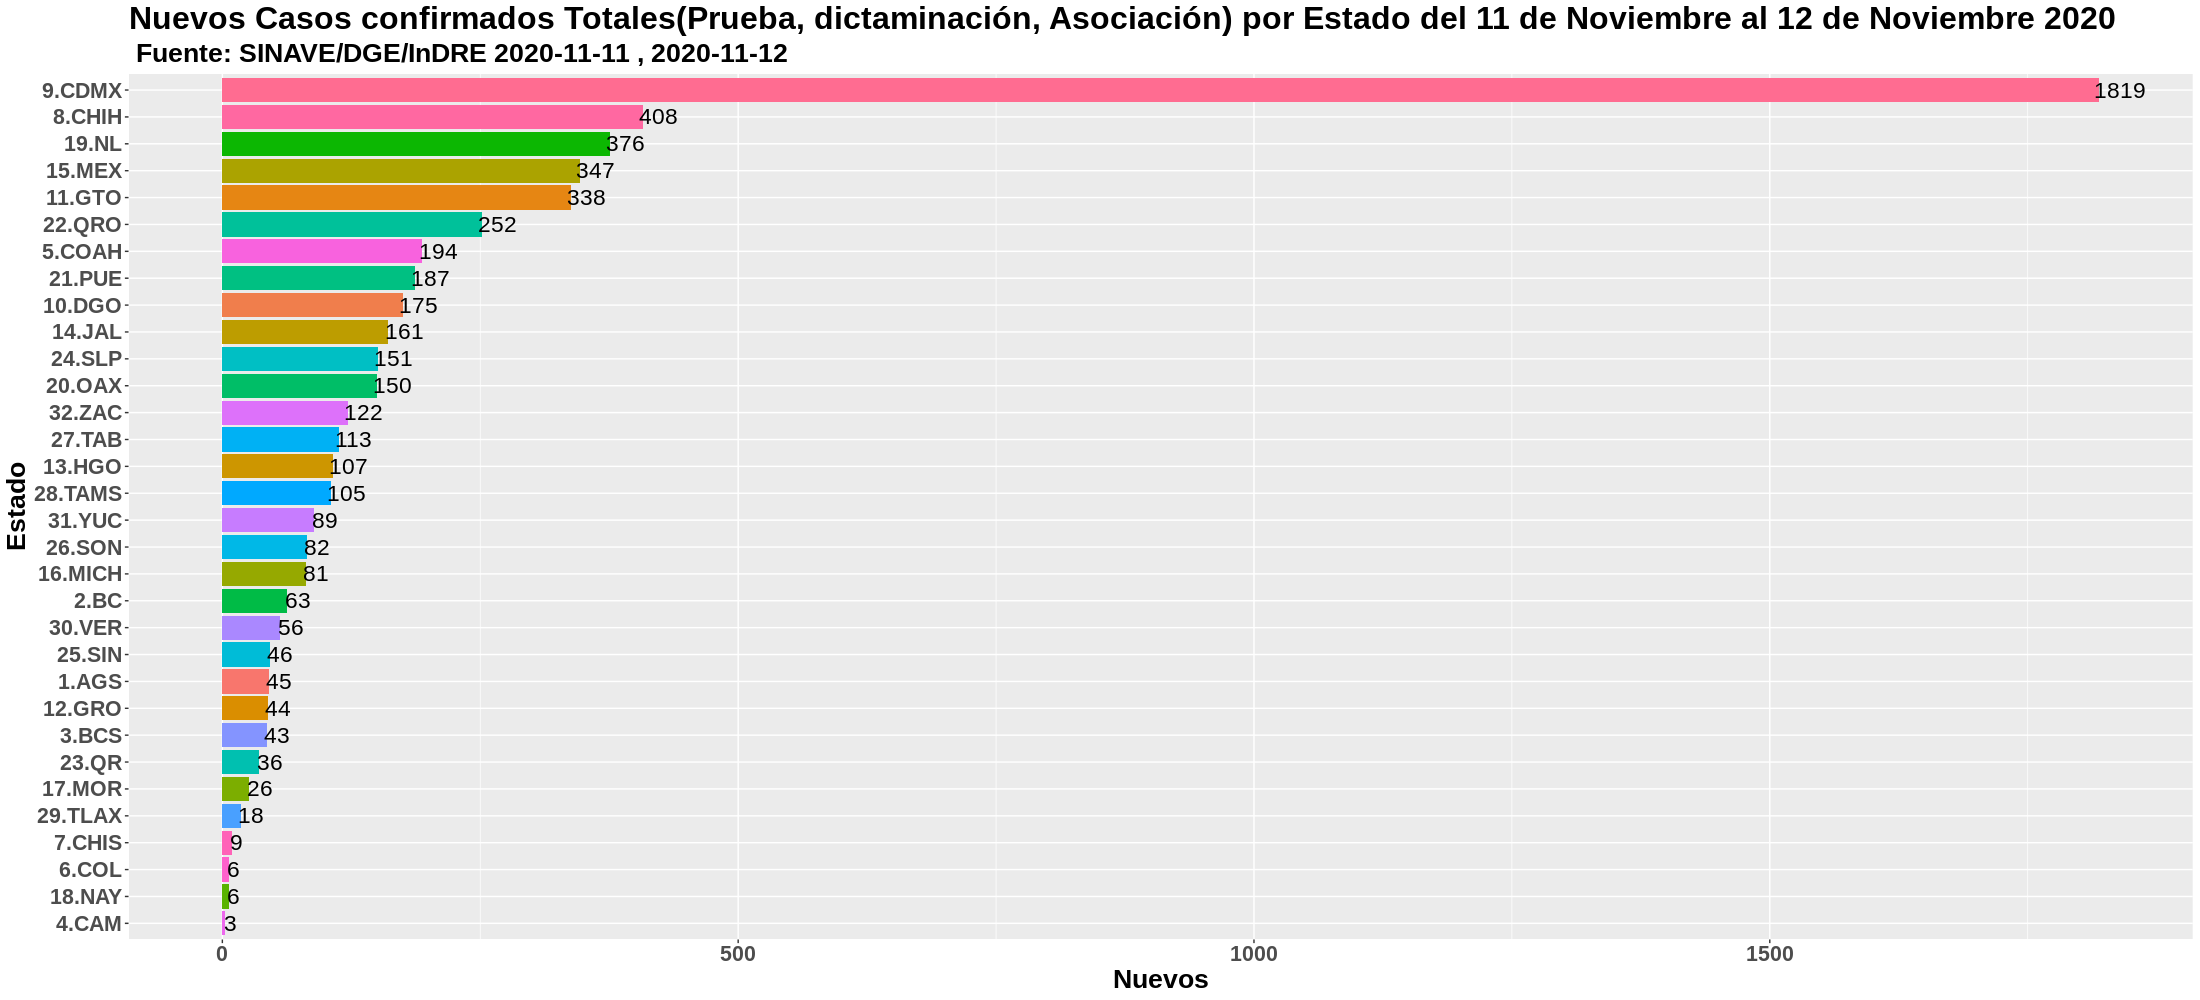 Nuevos Casos confirmados Totales(Prueba, dictaminación, Asociación) por Estado del 11 de Noviembre al 12 de Noviembre 2020
Fuente: SINAVE/DGE/InDRE 2020-11-11 , 2020-11-12
Estado
9.CDMX 1819
8.CHIH 408
19.NL 376
15.MEX 347
11.GTO 338
22.QRO 252
5.COAH 194
21.PUE 187
10.DGO 175
14.JAL 161
24.SLP 151
20.OAX 150
32.ZAC 122
27.TAB 113
13.HGO 107
28.TAMS 105
31.YUC 89
26.SON 82
16.MICH 81
2.BC 63
30.VER 56
25.SIN 46
1.AGS 45
12.GRO 44
3.BCS 43
23.QR 36
17.MOR 26
29.TLAX 18
7.CHIS 9
6.COL 6
18.NAY 6
4.CAM 3
0 500 1000 1500
Nuevos